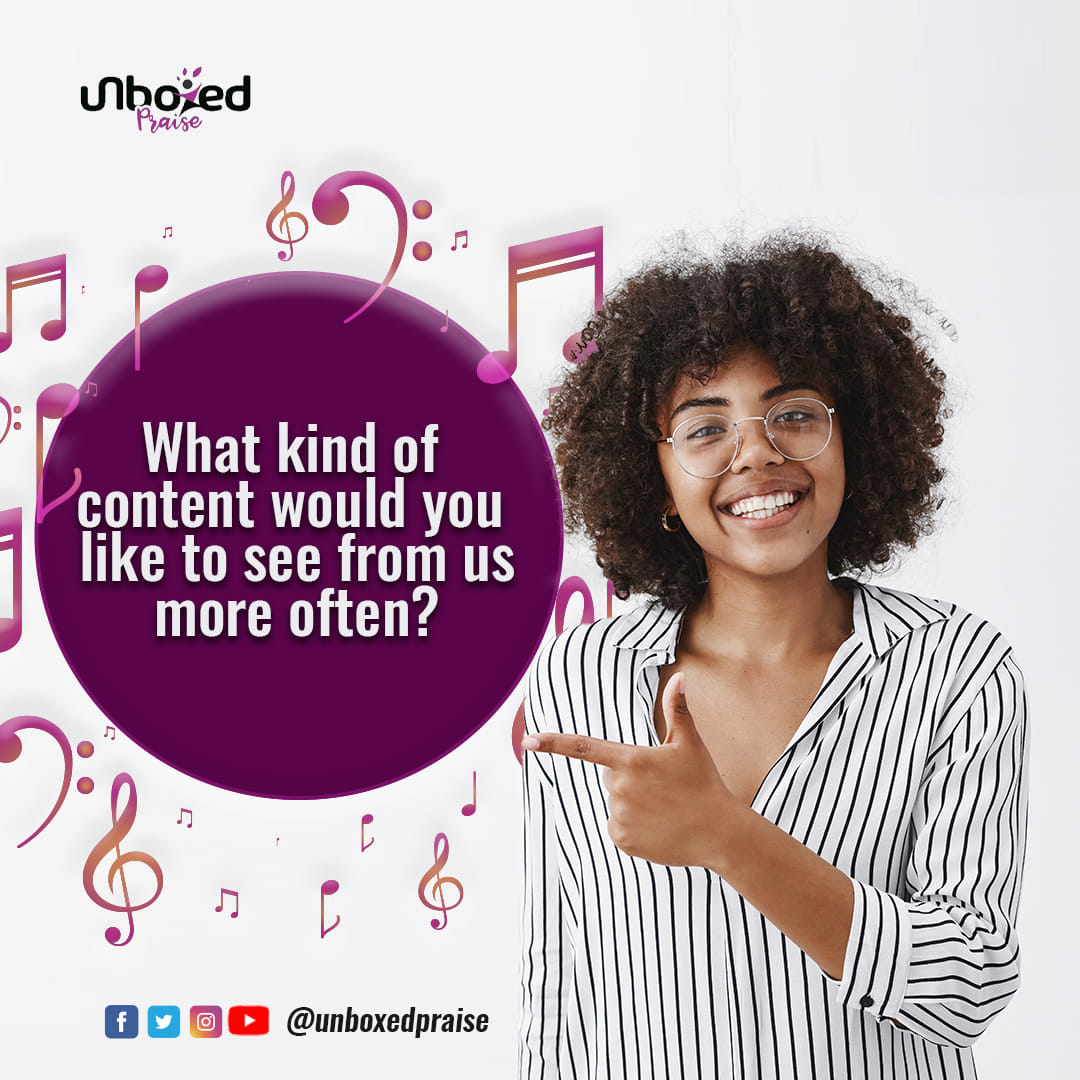 unboxed
Praise
What kind of
content would you
like to see from us
more often?
@unboxedpraise